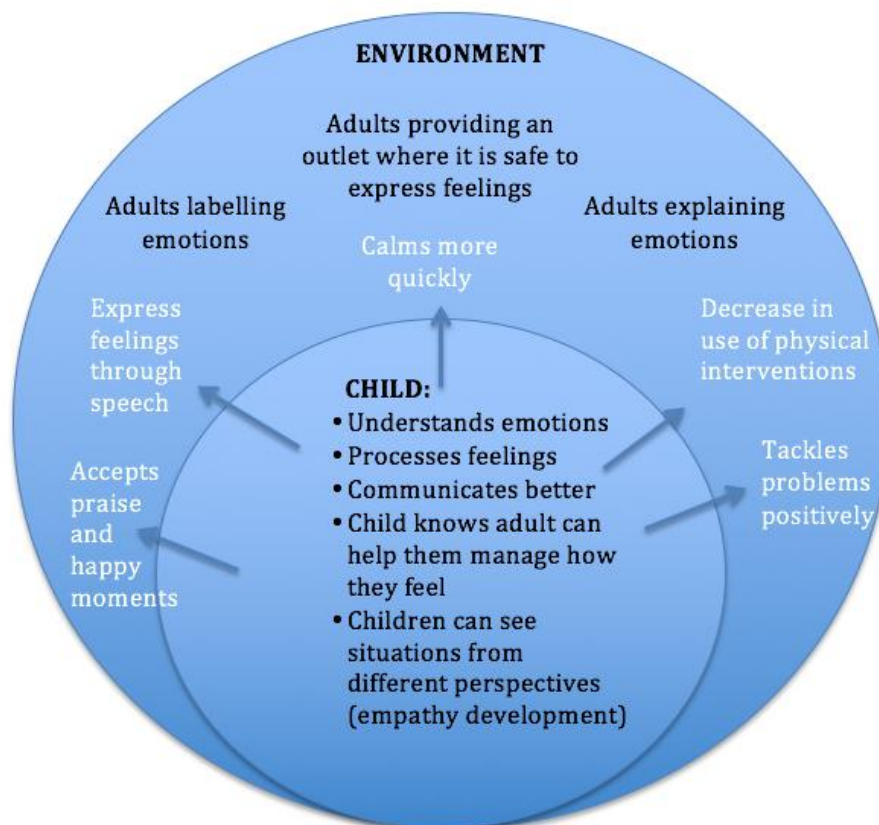 ENVIRONMENT
Adults providing an
outlet where it is safe to
express feelings
Adults labelling
emotions
Adults explaining
emotions
Calms more
quickly
Express
feelings
through
speech
Decrease in
use of physical
interventions
Accepts
praise
and
happy
moments
Tackles
problems
positively
CHILD:
• Understands emotions
• Processes feelings
• Communicates better
• Child knows adult can
help them manage how
they feel
• Children can see
situations from
different perspectives
(empathy development)